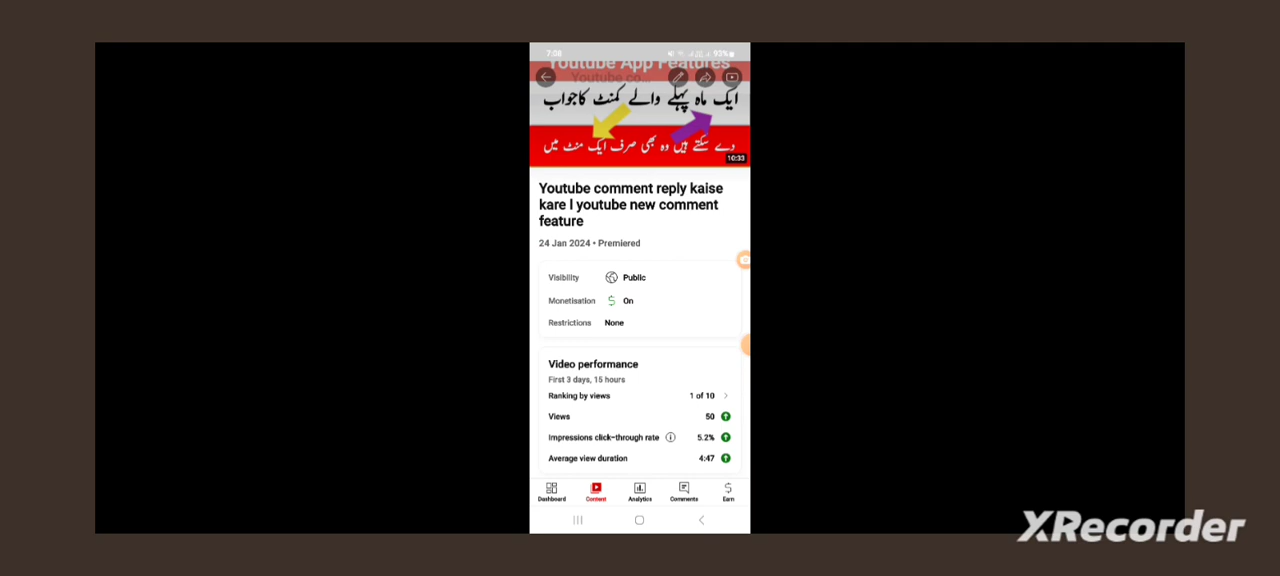 7:08
93%
Youtube App Features
Youtube co...
ایک ماہ پہلے والے کمنٹ کا جواب
دے سکتے ہیں وہ بھی صرف ایک منٹ میں
10:33
Youtube comment reply kaise
kare l youtube new comment
feature
24 Jan 2024 • Premiered
Visibility Public
Monetisation On
Restrictions None
Video performance
First 3 days, 15 hours
Ranking by views 1 of 10
Views 50
Impressions click-through rate 5.2%
Average view duration 4:47
Dashboard Content Analytics Comments Earn
XRecorder